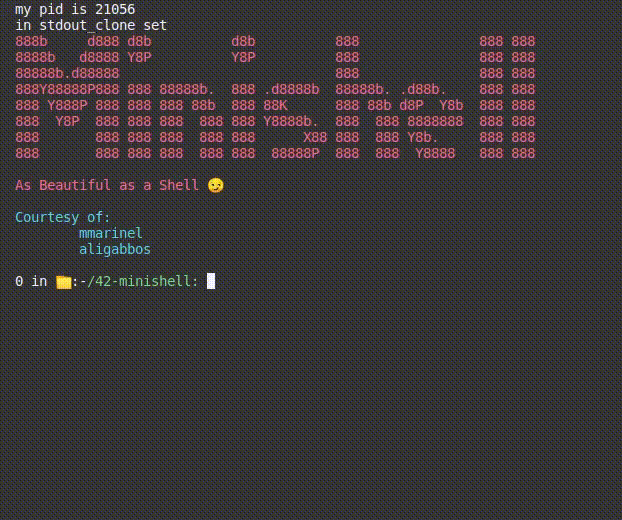 my pid is 21056
in stdout_clone set
888b     d888 d8b          d8b          888               888 888
8888b   d8888 Y8P          Y8P          888               888 888
88888b.d88888                           888               888 888
888Y88888P888 888 88888b.  888 .d8888b  88888b. .d88b.    888 888
888 Y888P 888 888 888 88b  888 88K      888 88b d8P  Y8b  888 888
888  Y8P  888 888 888  888 888 Y8888b.  888  888 8888888  888 888
888       888 888 888  888 888      X88 888  888 Y8b.     888 888
888       888 888 888  888 888  88888P  888  888  Y8888   888 888
As Beautiful as a Shell 😏
Courtesy of:
mmarinel
aligabbos
0 in 📁:-/42-minishell: